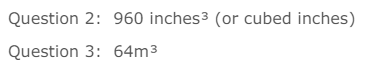 Question 2:  960 inches³ (or cubed inches)
Question 3:  64m³